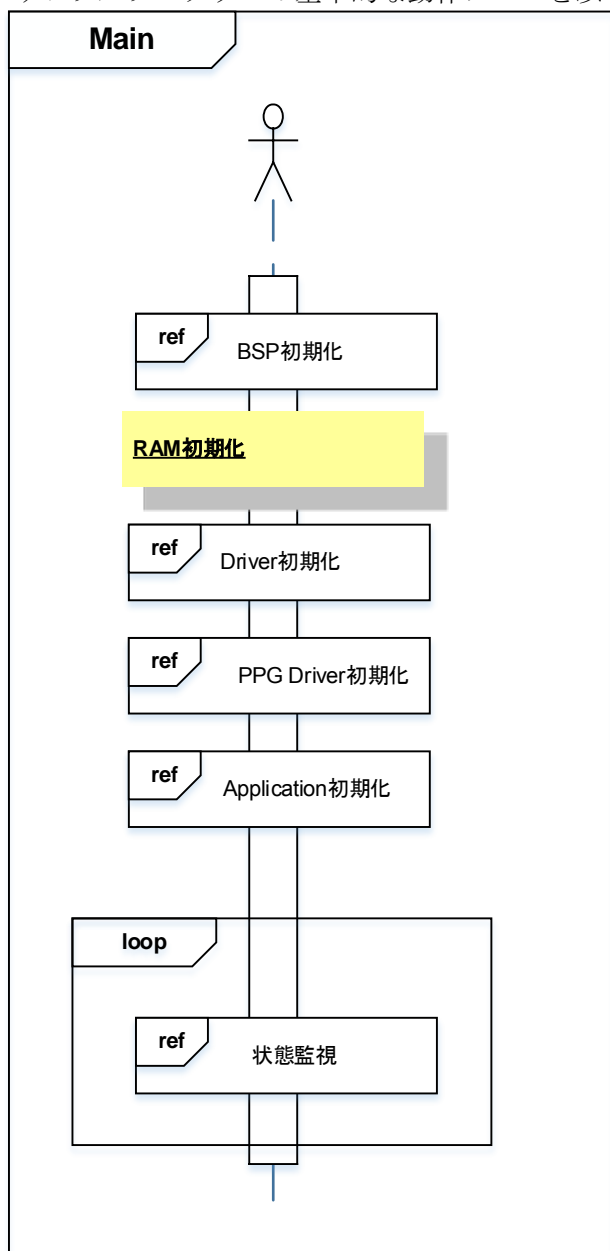 Main
ref
BSP初期化
RAM初期化
ref
Driver初期化
ref
PPG Driver初期化
ref
Application初期化
loop
ref
状態監視